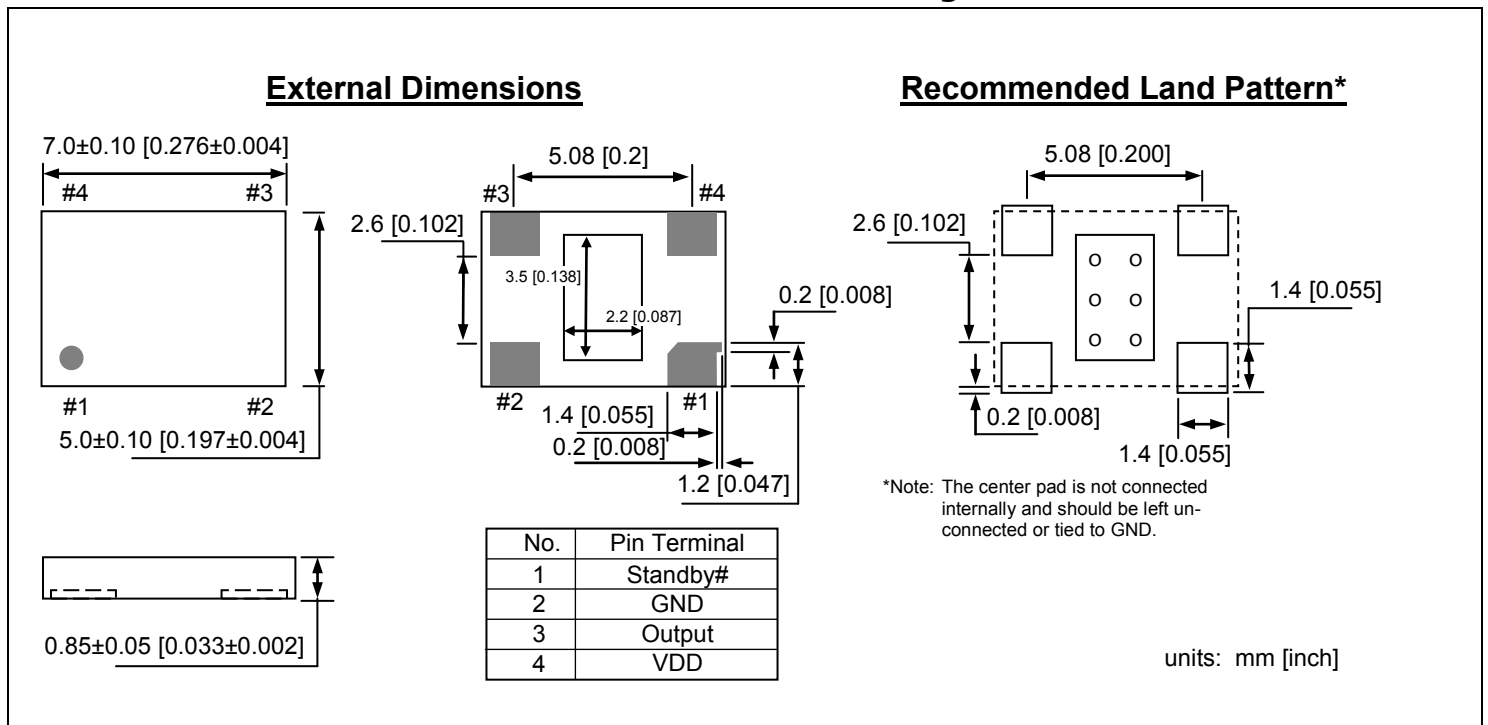 External Dimensions
7.0±0.10 [0.276±0.004]
#4 #3
#1 #2
5.0±0.10 [0.197±0.004]
0.85±0.05 [0.033±0.002]
5.08 [0.2]
#3 #4
2.6 [0.102]
3.5 [0.138]
2.2 [0.087]
0.2 [0.008]
#2 #1
1.4 [0.055]
0.2 [0.008]
1.2 [0.047]
No. Pin Terminal
1 Standby#
2 GND
3 Output
4 VDD
Recommended Land Pattern*
5.08 [0.200]
2.6 [0.102]
1.4 [0.055]
0.2 [0.008]
1.4 [0.055]
*Note: The center pad is not connected
internally and should be left un-
connected or tied to GND.
units: mm [inch]